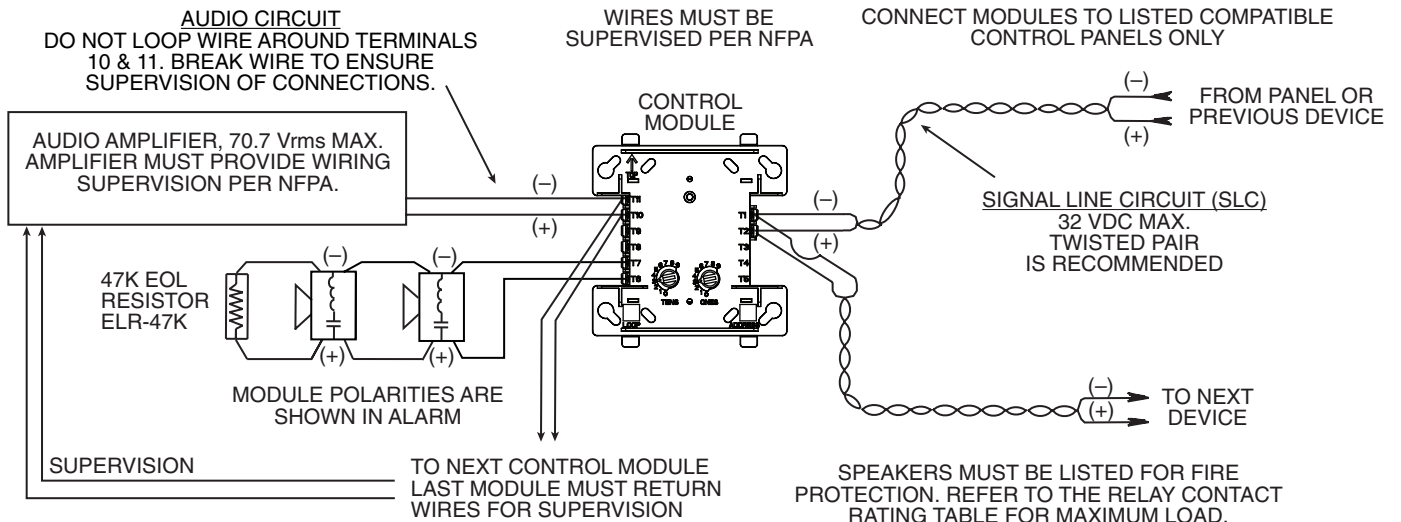 AUDIO CIRCUIT
DO NOT LOOP WIRE AROUND TERMINALS
10 & 11. BREAK WIRE TO ENSURE
SUPERVISION OF CONNECTIONS.
WIRES MUST BE
SUPERVISED PER NFPA
CONNECT MODULES TO LISTED COMPATIBLE
CONTROL PANELS ONLY
AUDIO AMPLIFIER, 70.7 Vrms MAX.
AMPLIFIER MUST PROVIDE WIRING
SUPERVISION PER NFPA.
CONTROL
MODULE
(–)
(+)
FROM PANEL OR
PREVIOUS DEVICE
SIGNAL LINE CIRCUIT (SLC)
32 VDC MAX.
TWISTED PAIR
IS RECOMMENDED
(–)
(+)
T11
T10
T9
T8
T7
T6
T1
T2
T3
T4
T5
(–)
(+)
TENS
ONES
LOOP
ADDRESS
47K EOL
RESISTOR
ELR-47K
(–)
(–)
(+)
(+)
MODULE POLARITIES ARE
SHOWN IN ALARM
(–)
(+)
TO NEXT
DEVICE
SUPERVISION
TO NEXT CONTROL MODULE
LAST MODULE MUST RETURN
WIRES FOR SUPERVISION
SPEAKERS MUST BE LISTED FOR FIRE
PROTECTION. REFER TO THE RELAY CONTACT
RATING TABLE FOR MAXIMUM LOAD.